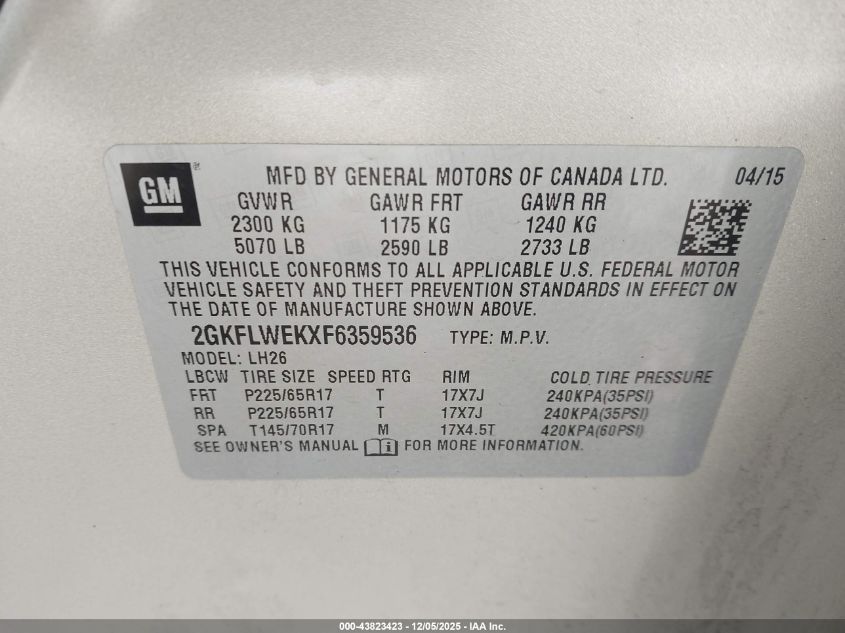 GM®
MFD BY GENERAL MOTORS OF CANADA LTD. 04/15
GVWR GAWR FRT GAWR RR
2300 KG 1175 KG 1240 KG
5070 LB 2590 LB 2733 LB
THIS VEHICLE CONFORMS TO ALL APPLICABLE U.S. FEDERAL MOTOR
VEHICLE SAFETY AND THEFT PREVENTION STANDARDS IN EFFECT ON
THE DATE OF MANUFACTURE SHOWN ABOVE.
2GKFLWEKXF6359536 TYPE: M.P.V.
MODEL: LH26
LBCW TIRE SIZE SPEED RTG RIM COLD TIRE PRESSURE
FRT P225/65R17 T 17X7J 240KPA(35PSI)
RR P225/65R17 T 17X7J 240KPA(35PSI)
SPA T145/70R17 M 17X4.5T 420KPA(60PSI)
SEE OWNER'S MANUAL FOR MORE INFORMATION.
000-43823423 - 12/05/2025 - IAA Inc.